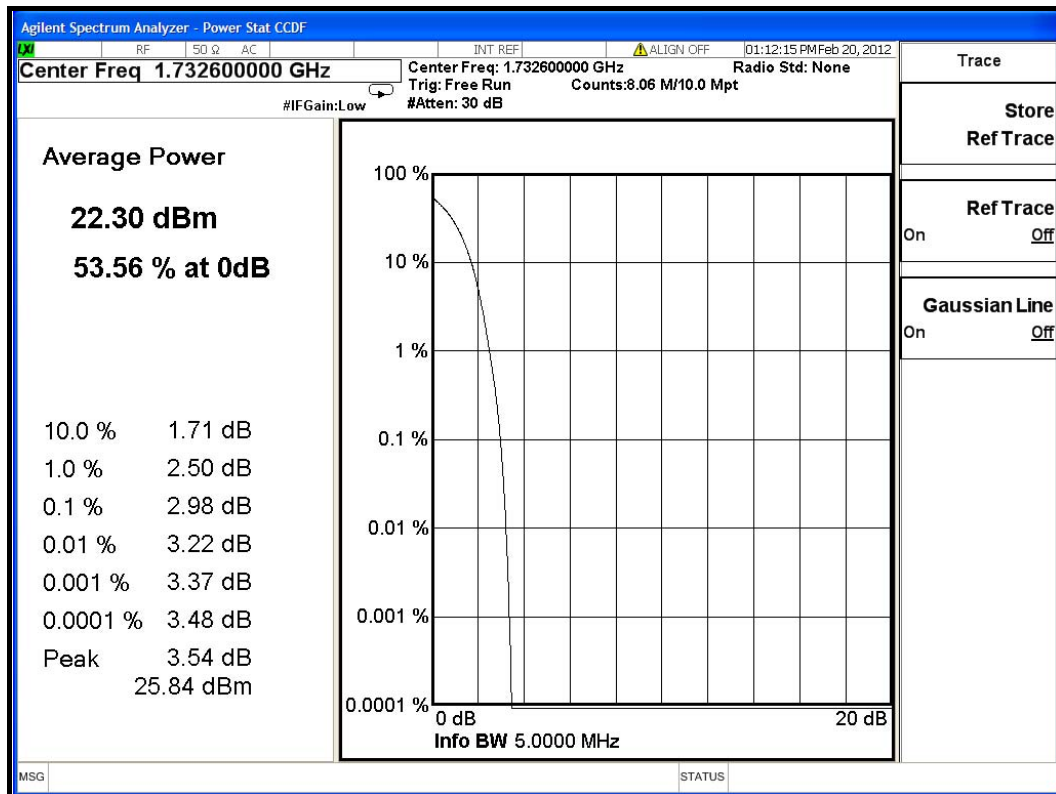 Agilent Spectrum Analyzer - Power Stat CCDF
LXI RF 50 Ω AC INT REF ALIGN OFF 01:12:15 PM Feb 20, 2012
Center Freq 1.732600000 GHz
Center Freq: 1.732600000 GHz Radio Std: None
Trig: Free Run Counts:8.06 M/10.0 Mpt
#IFGain:Low #Atten: 30 dB
Average Power
22.30 dBm
53.56 % at 0dB
10.0 % 1.71 dB
1.0 % 2.50 dB
0.1 % 2.98 dB
0.01 % 3.22 dB
0.001 % 3.37 dB
0.0001 % 3.48 dB
Peak 3.54 dB
25.84 dBm
100 %
10 %
1 %
0.1 %
0.01 %
0.001 %
0.0001 %
0 dB 20 dB
Info BW 5.0000 MHz
Trace
Store
Ref Trace
Ref Trace
On Off
Gaussian Line
On Off
MSG STATUS